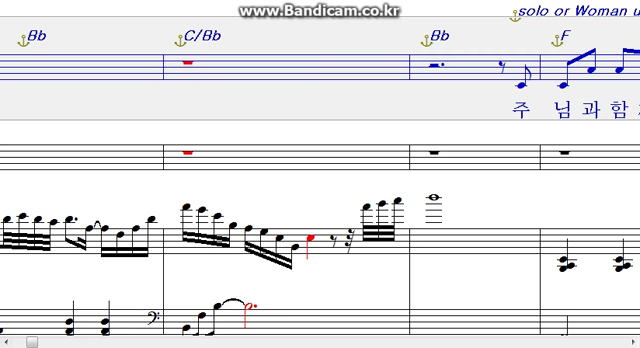 www.Bandicam.co.kr
solo or Woman
Bb C/Bb Bb F
주 님 과 함